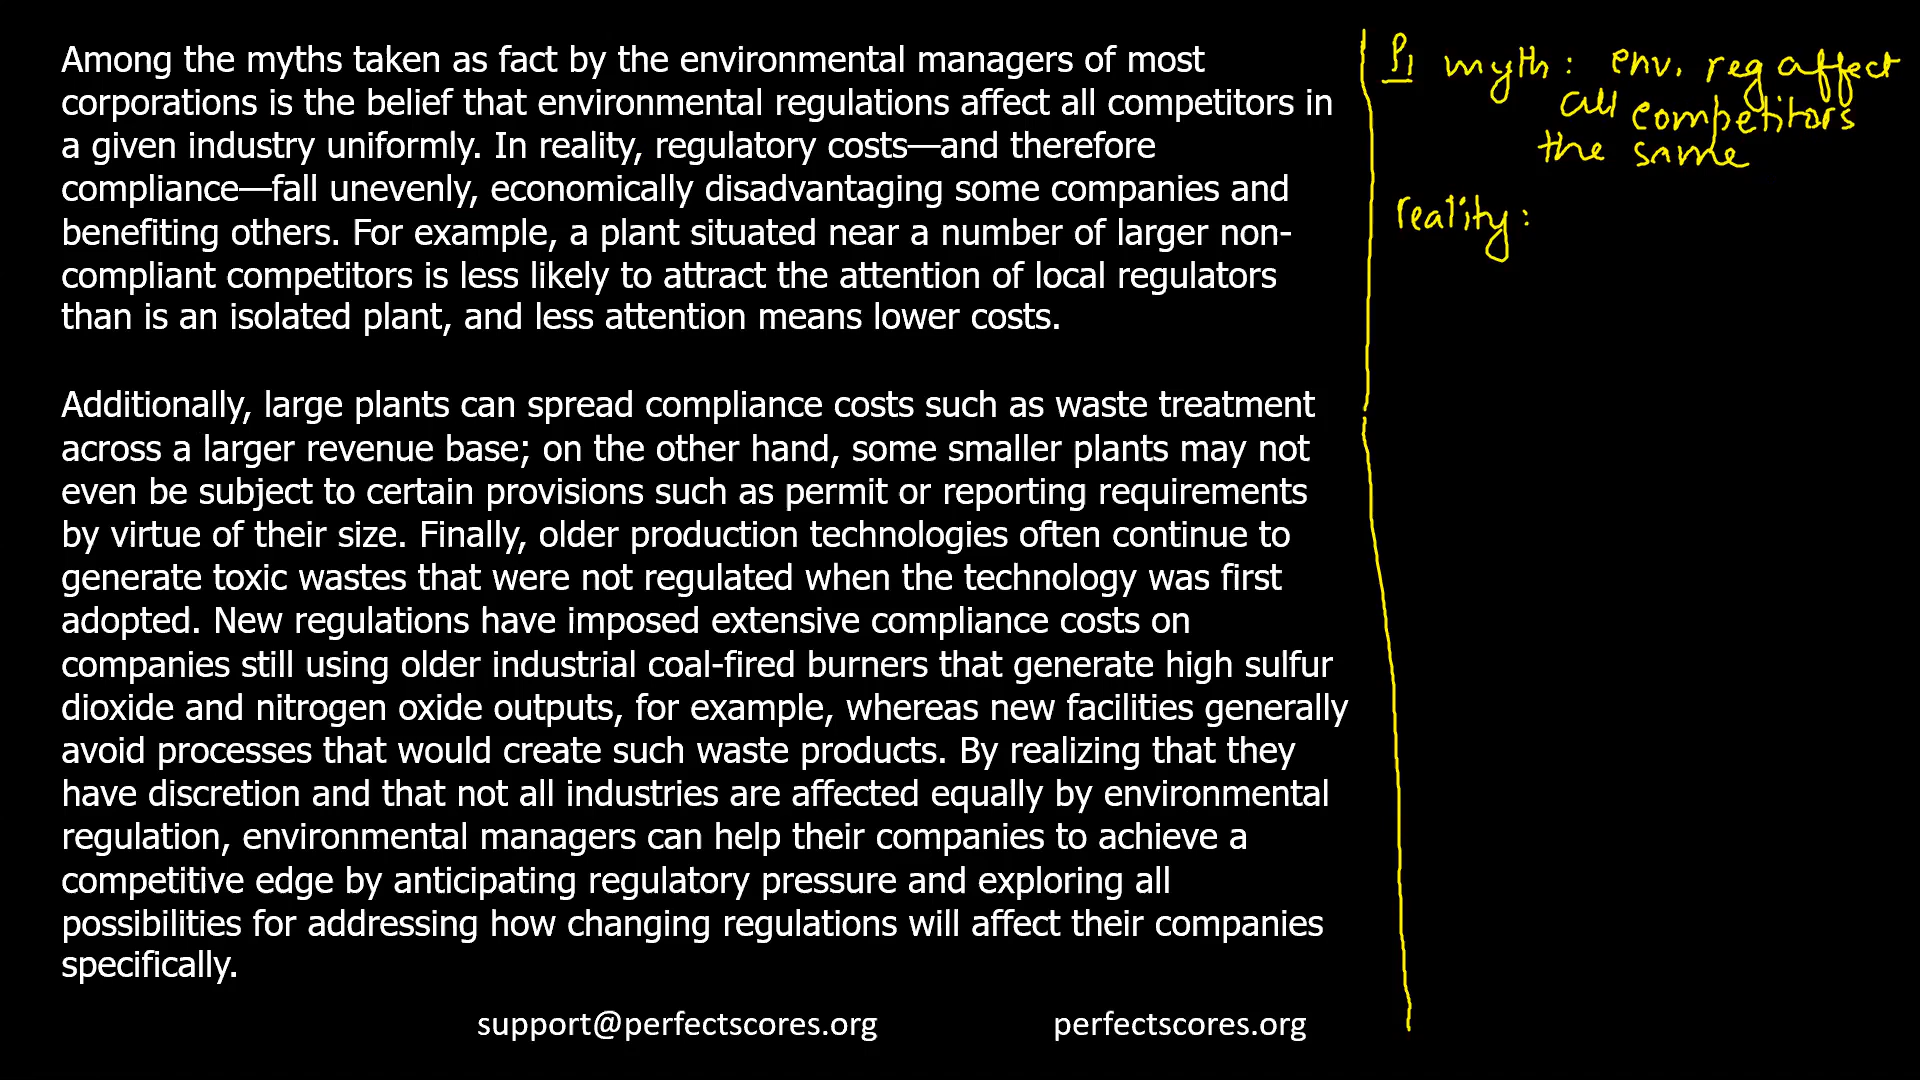 Among the myths taken as fact by the environmental managers of most
corporations is the belief that environmental regulations affect all competitors in
a given industry uniformly. In reality, regulatory costs—and therefore
compliance—fall unevenly, economically disadvantaging some companies and
benefiting others. For example, a plant situated near a number of larger non-
compliant competitors is less likely to attract the attention of local regulators
than is an isolated plant, and less attention means lower costs.
Additionally, large plants can spread compliance costs such as waste treatment
across a larger revenue base; on the other hand, some smaller plants may not
even be subject to certain provisions such as permit or reporting requirements
by virtue of their size. Finally, older production technologies often continue to
generate toxic wastes that were not regulated when the technology was first
adopted. New regulations have imposed extensive compliance costs on
companies still using older industrial coal-fired burners that generate high sulfur
dioxide and nitrogen oxide outputs, for example, whereas new facilities generally
avoid processes that would create such waste products. By realizing that they
have discretion and that not all industries are affected equally by environmental
regulation, environmental managers can help their companies to achieve a
competitive edge by anticipating regulatory pressure and exploring all
possibilities for addressing how changing regulations will affect their companies
specifically.
support@perfectscores.org perfectscores.org
P1 myth: env. reg affect
all competitors
the same
reality: